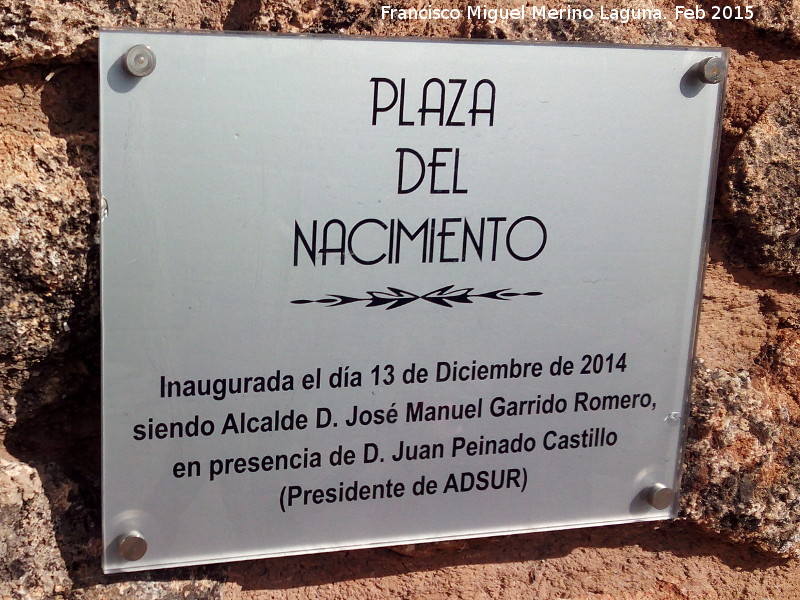 Francisco Miguel Merino Laguna. Feb 2015
PLAZA
DEL
NACIMIENTO
Inaugurada el día 13 de Diciembre de 2014
siendo Alcalde D. José Manuel Garrido Romero,
en presencia de D. Juan Peinado Castillo
(Presidente de ADSUR)